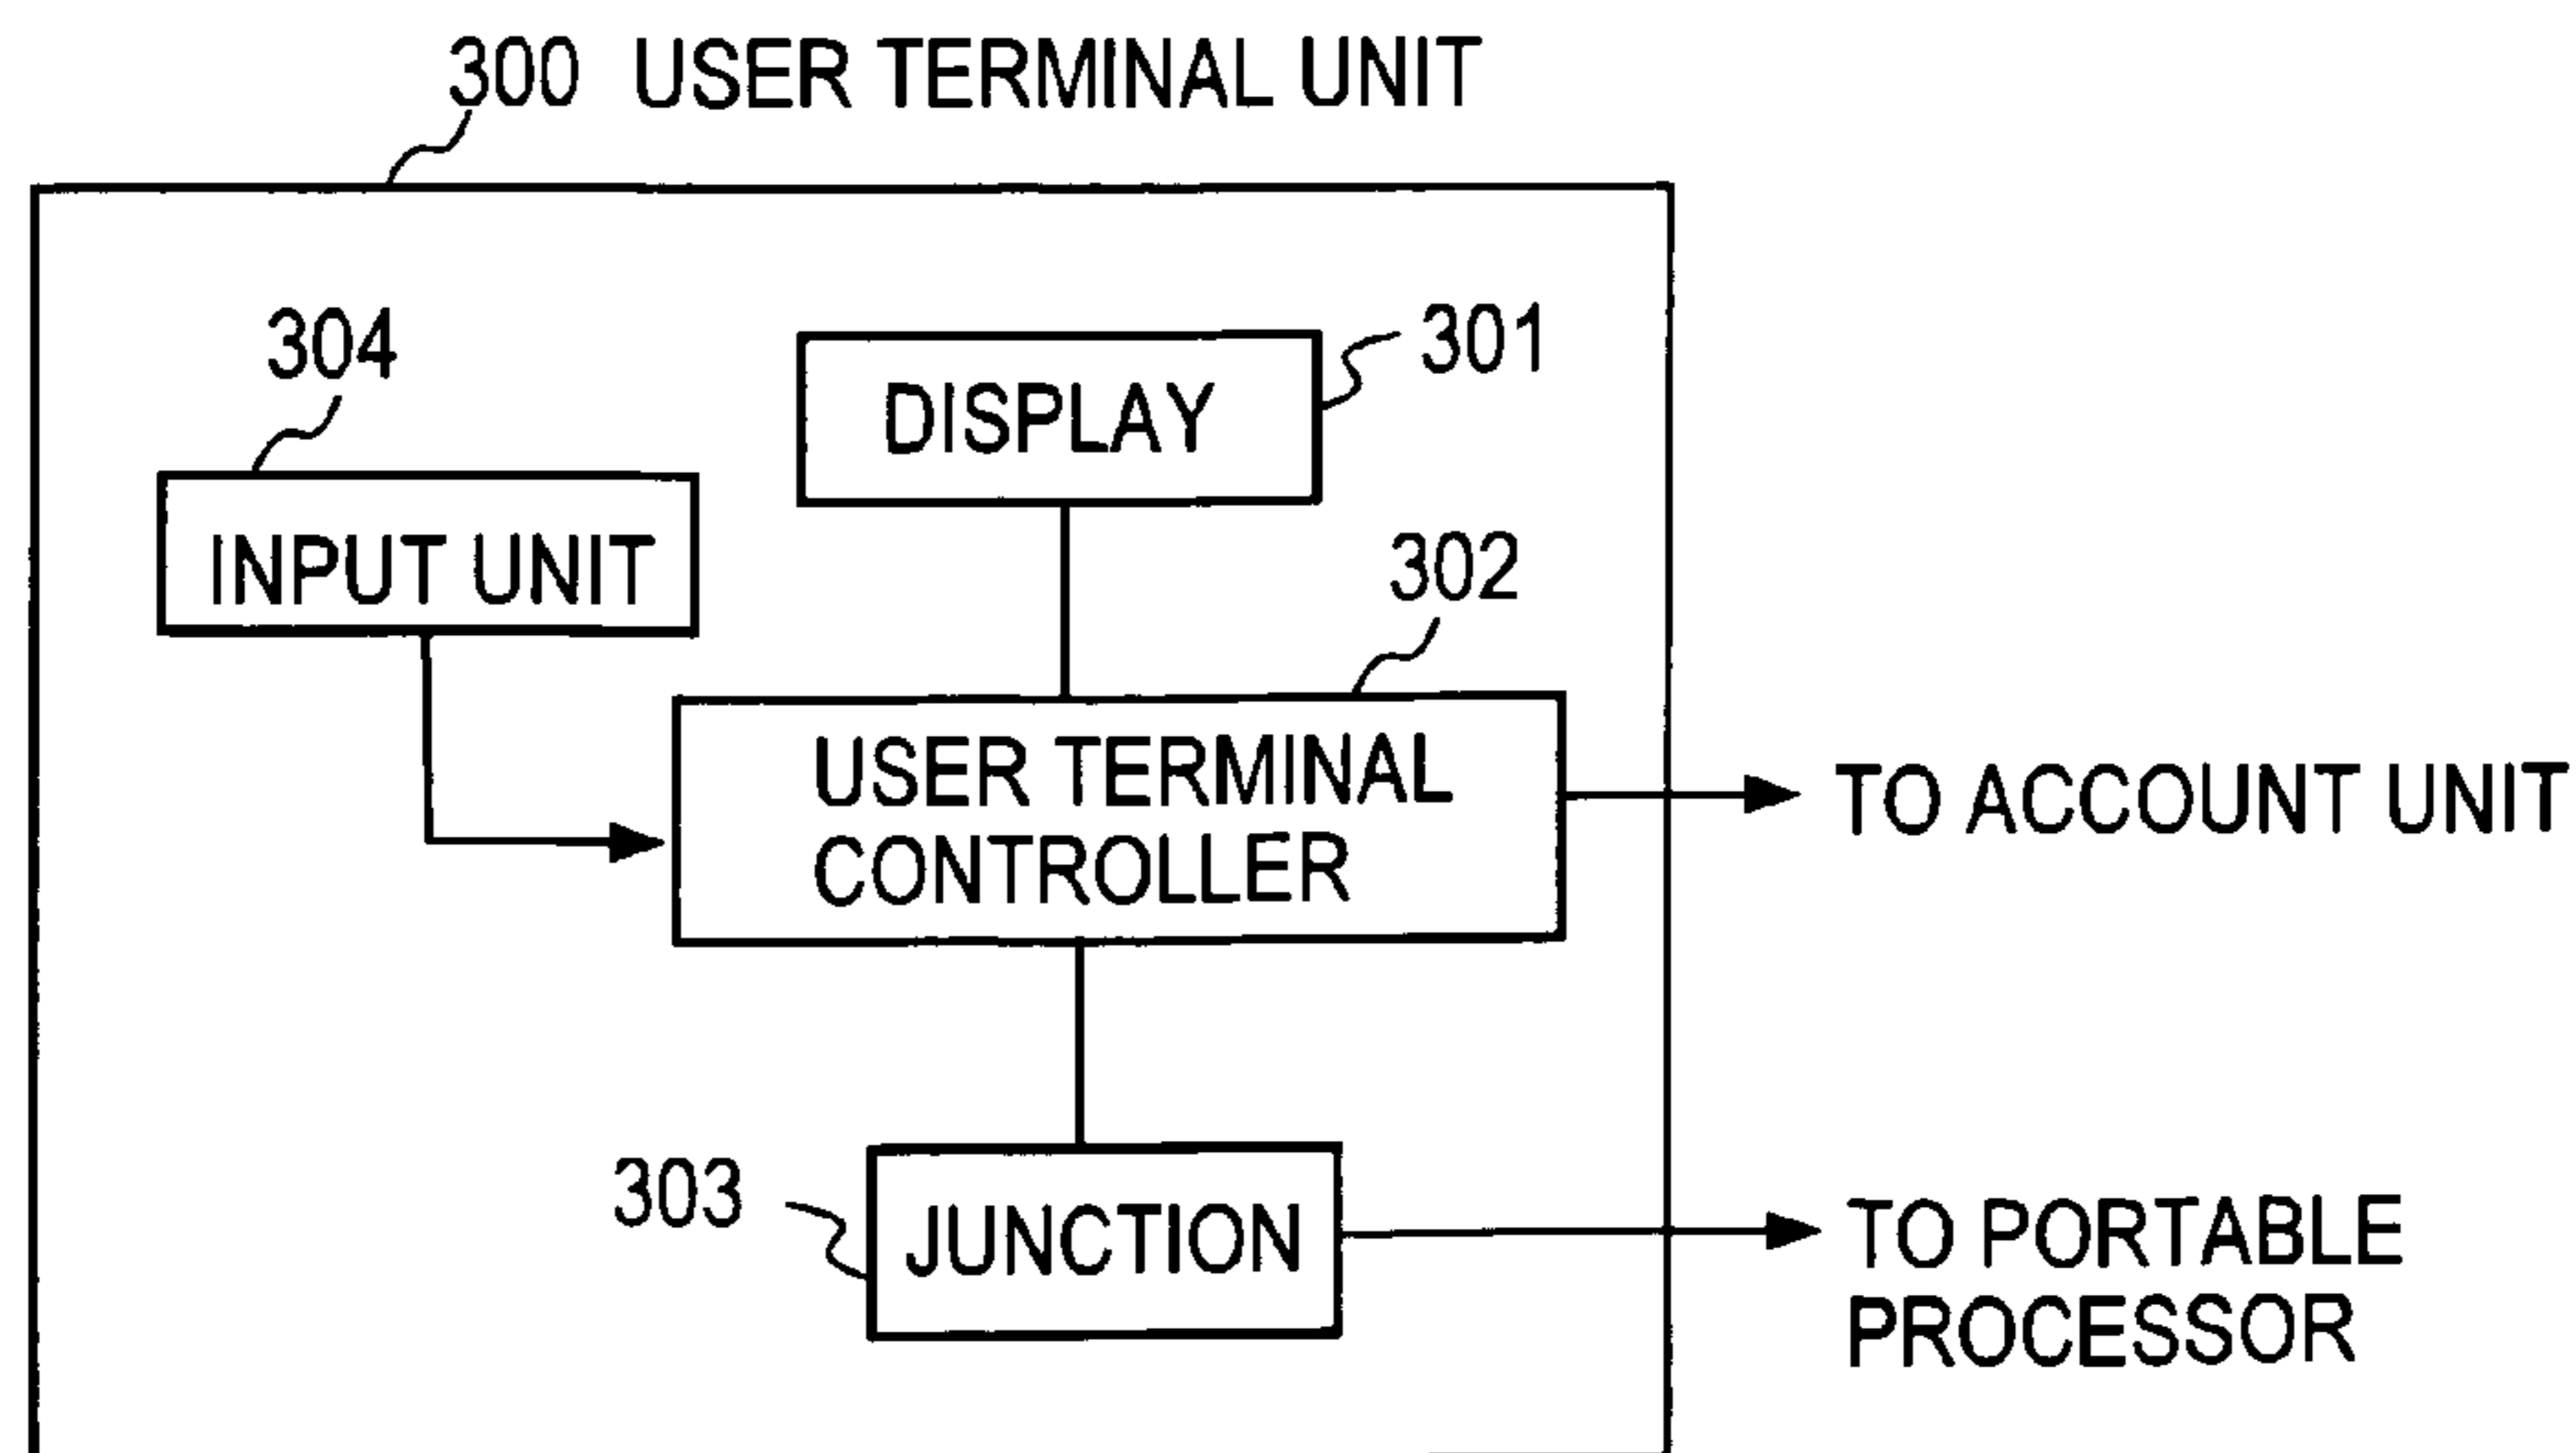 300 USER TERMINAL UNIT
304
301
DISPLAY
INPUT UNIT
302
USER TERMINAL
CONTROLLER
TO ACCOUNT UNIT
303
JUNCTION
TO PORTABLE
PROCESSOR